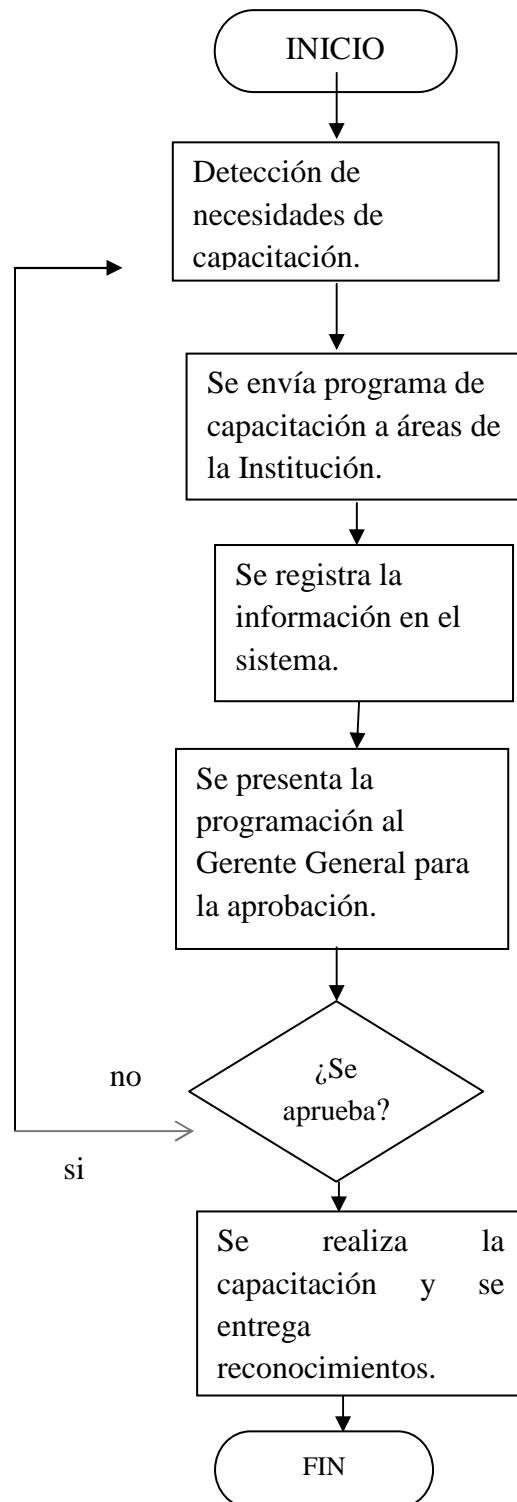 INICIO
Detección de
necesidades de
capacitación.
Se envía programa de
capacitación a áreas de
la Institución.
Se registra la
información en el
sistema.
Se presenta la
programación al
Gerente General para
la aprobación.
no
¿Se
aprueba?
si
Se realiza la
capacitación y se
entrega
reconocimientos.
FIN